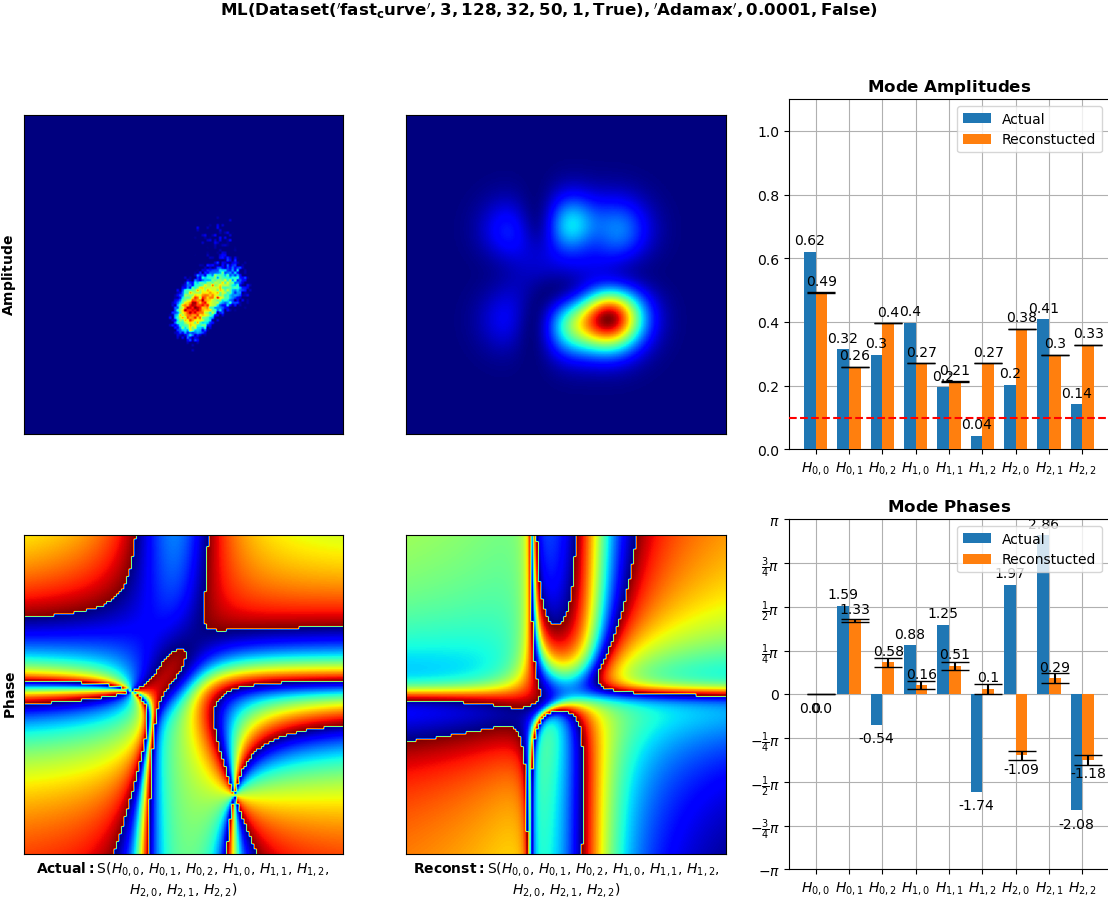 ML(Dataset(′fast_curve′, 3, 128, 32, 50, 1, True), ′Adamax′, 0.0001, False)
Amplitude
Mode Amplitudes
Actual
Reconstucted
1.0
0.8
0.6
0.4
0.2
0.0
0.62
0.49
0.32
0.26
0.3
0.4
0.4
0.27
0.2
0.21
0.04
0.27
0.2
0.38
0.41
0.3
0.14
0.33
H0,0 H0,1 H0,2 H1,0 H1,1 H1,2 H2,0 H2,1 H2,2
Phase
Actual: S(H0,0, H0,1, H0,2, H1,0, H1,1, H1,2,
H2,0, H2,1, H2,2)
Reconst: S(H0,0, H0,1, H0,2, H1,0, H1,1, H1,2,
H2,0, H2,1, H2,2)
Mode Phases
Actual
Reconstucted
π
3/4π
1/2π
1/4π
0
−1/4π
−1/2π
−3/4π
−π
0.0
0.0
1.59
1.33
-0.54
0.58
0.88
0.16
1.25
0.51
-1.74
0.1
1.97
-1.09
2.86
0.29
-2.08
-1.18
H0,0 H0,1 H0,2 H1,0 H1,1 H1,2 H2,0 H2,1 H2,2